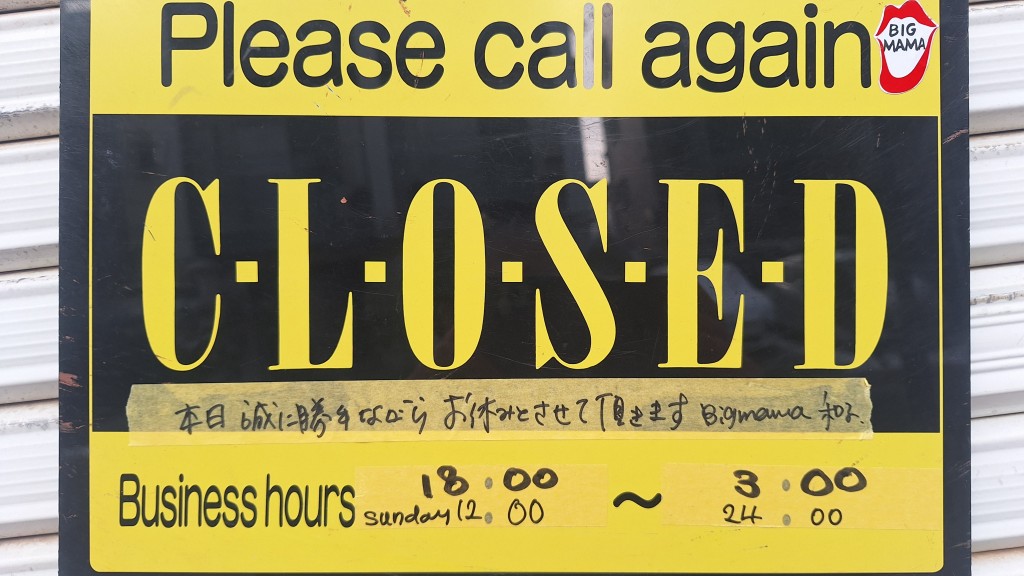 Please call again
BIG
MAMA
C·L·O·S·E·D
本日 誠に勝手ながら お休みとさせて頂きます Bigmama
Business hours 18:00 ~ 3:00
sunday 12:00 24:00